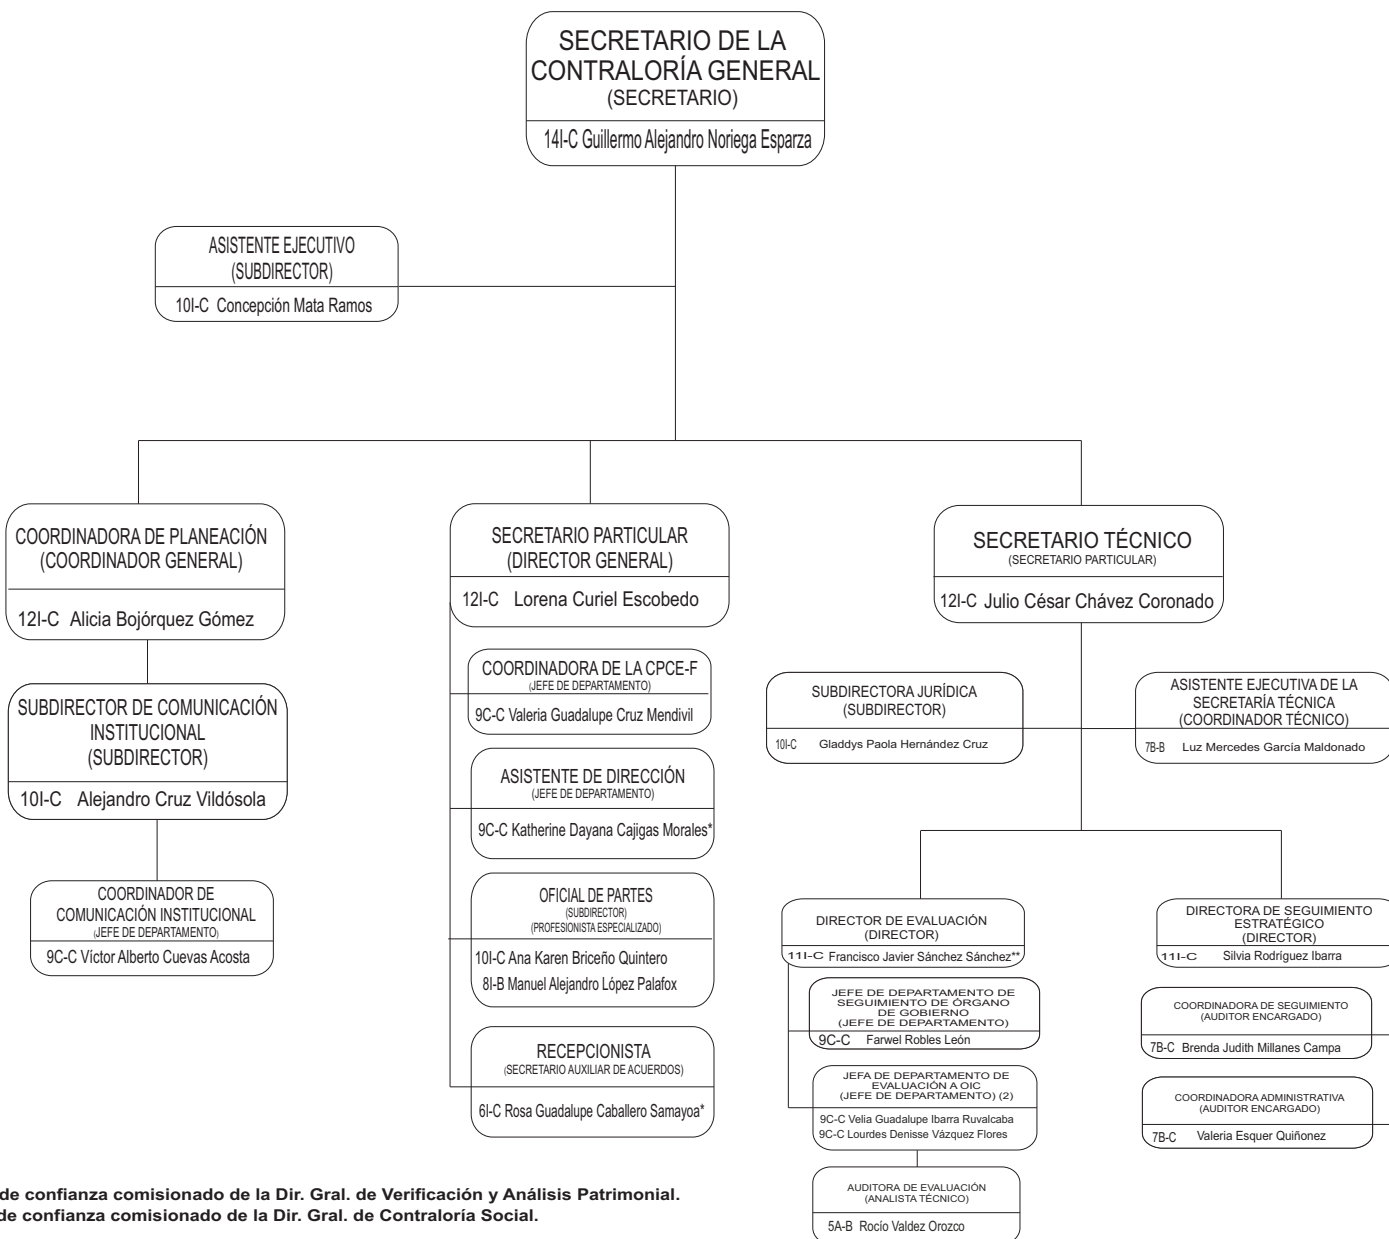 SECRETARIO DE LA
CONTRALORÍA GENERAL
(SECRETARIO)
14I-C Guillermo Alejandro Noriega Esparza
ASISTENTE EJECUTIVO
(SUBDIRECTOR)
10I-C Concepción Mata Ramos
COORDINADORA DE PLANEACIÓN
(COORDINADOR GENERAL)
12I-C Alicia Bojórquez Gómez
SUBDIRECTOR DE COMUNICACIÓN
INSTITUCIONAL
(SUBDIRECTOR)
10I-C Alejandro Cruz Vildósola
COORDINADOR DE
COMUNICACIÓN INSTITUCIONAL
(JEFE DE DEPARTAMENTO)
9C-C Víctor Alberto Cuevas Acosta
SECRETARIO PARTICULAR
(DIRECTOR GENERAL)
12I-C Lorena Curiel Escobedo
COORDINADORA DE LA CPCE-F
(JEFE DE DEPARTAMENTO)
9C-C Valeria Guadalupe Cruz Mendivil
ASISTENTE DE DIRECCIÓN
(JEFE DE DEPARTAMENTO)
9C-C Katherine Dayana Cajigas Morales*
OFICIAL DE PARTES
(SUBDIRECTOR)
(PROFESIONISTA ESPECIALIZADO)
10I-C Ana Karen Briceño Quintero
8I-B Manuel Alejandro López Palafox
RECEPCIONISTA
(SECRETARIO AUXILIAR DE ACUERDOS)
6I-C Rosa Guadalupe Caballero Samayoa*
SECRETARIO TÉCNICO
(SECRETARIO PARTICULAR)
12I-C Julio César Chávez Coronado
SUBDIRECTORA JURÍDICA
(SUBDIRECTOR)
10I-C Gladdys Paola Hernández Cruz
ASISTENTE EJECUTIVA DE LA
SECRETARÍA TÉCNICA
(COORDINADOR TÉCNICO)
7B-B Luz Mercedes García Maldonado
DIRECTOR DE EVALUACIÓN
(DIRECTOR)
11I-C Francisco Javier Sánchez Sánchez**
JEFE DE DEPARTAMENTO DE
SEGUIMIENTO DE ÓRGANO
DE GOBIERNO
(JEFE DE DEPARTAMENTO)
9C-C Farwel Robles León
JEFA DE DEPARTAMENTO DE
EVALUACIÓN A OIC
(JEFE DE DEPARTAMENTO) (2)
9C-C Velia Guadalupe Ibarra Ruvalcaba
9C-C Lourdes Denisse Vázquez Flores
AUDITORA DE EVALUACIÓN
(ANALISTA TÉCNICO)
5A-B Rocío Valdez Orozco
DIRECTORA DE SEGUIMIENTO
ESTRATÉGICO
(DIRECTOR)
11I-C Silvia Rodríguez Ibarra
COORDINADORA DE SEGUIMIENTO
(AUDITOR ENCARGADO)
7B-C Brenda Judith Millanes Campa
COORDINADORA ADMINISTRATIVA
(AUDITOR ENCARGADO)
7B-C Valeria Esquer Quiñonez
de confianza comisionado de la Dir. Gral. de Verificación y Análisis Patrimonial.
de confianza comisionado de la Dir. Gral. de Contraloría Social.